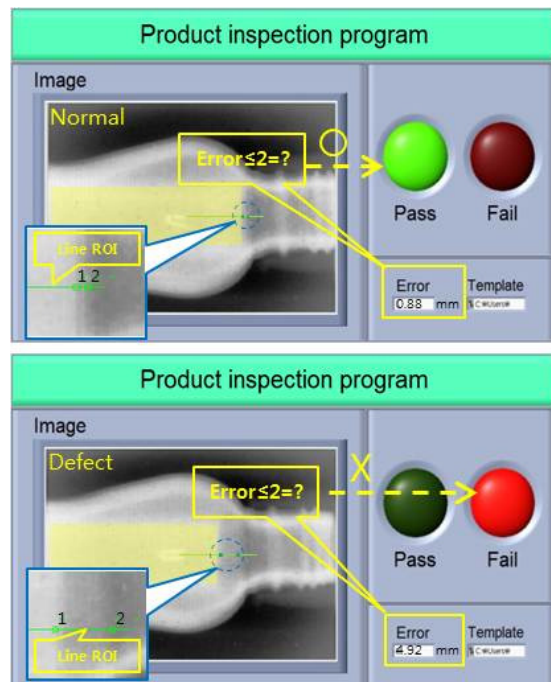 Product inspection program
Image
Normal
Error≤2=?
Line ROI
1 2
Pass
Fail
Error
Template
0.88 mm
Product inspection program
Image
Defect
Error≤2=?
X
Pass
Fail
1 2
Line ROI
Error
Template
4.92 mm